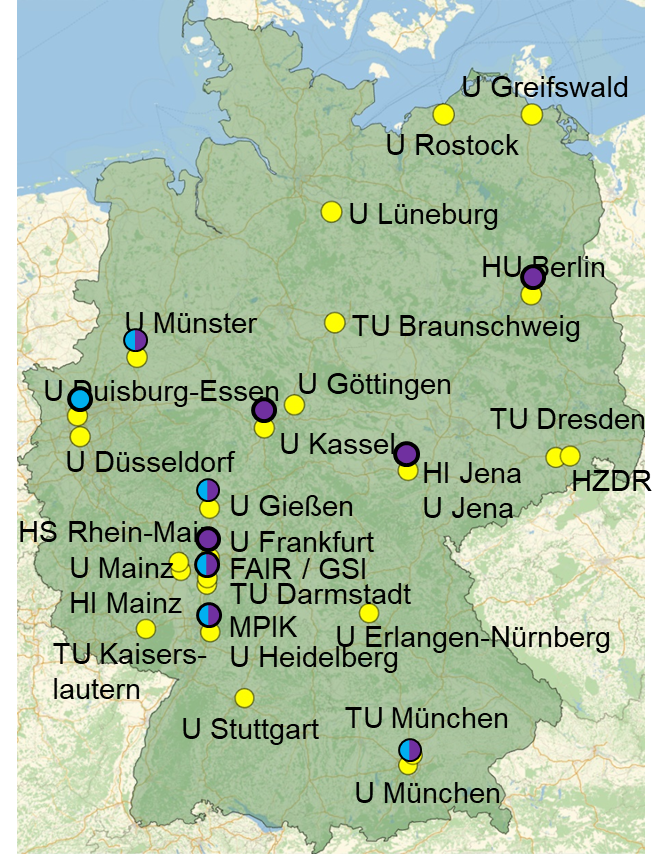 U Greifswald
U Rostock
U Lüneburg
HU Berlin
U Münster
TU Braunschweig
U Duisburg-Essen
U Göttingen
TU Dresden
U Kassel
U Düsseldorf
HI Jena
HZDR
U Gießen
U Jena
HS Rhein-Main
U Frankfurt
U Mainz
FAIR / GSI
HI Mainz
TU Darmstadt
MPIK
U Erlangen-Nürnberg
TU Kaisers-
lautern
U Heidelberg
U Stuttgart
TU München
U München